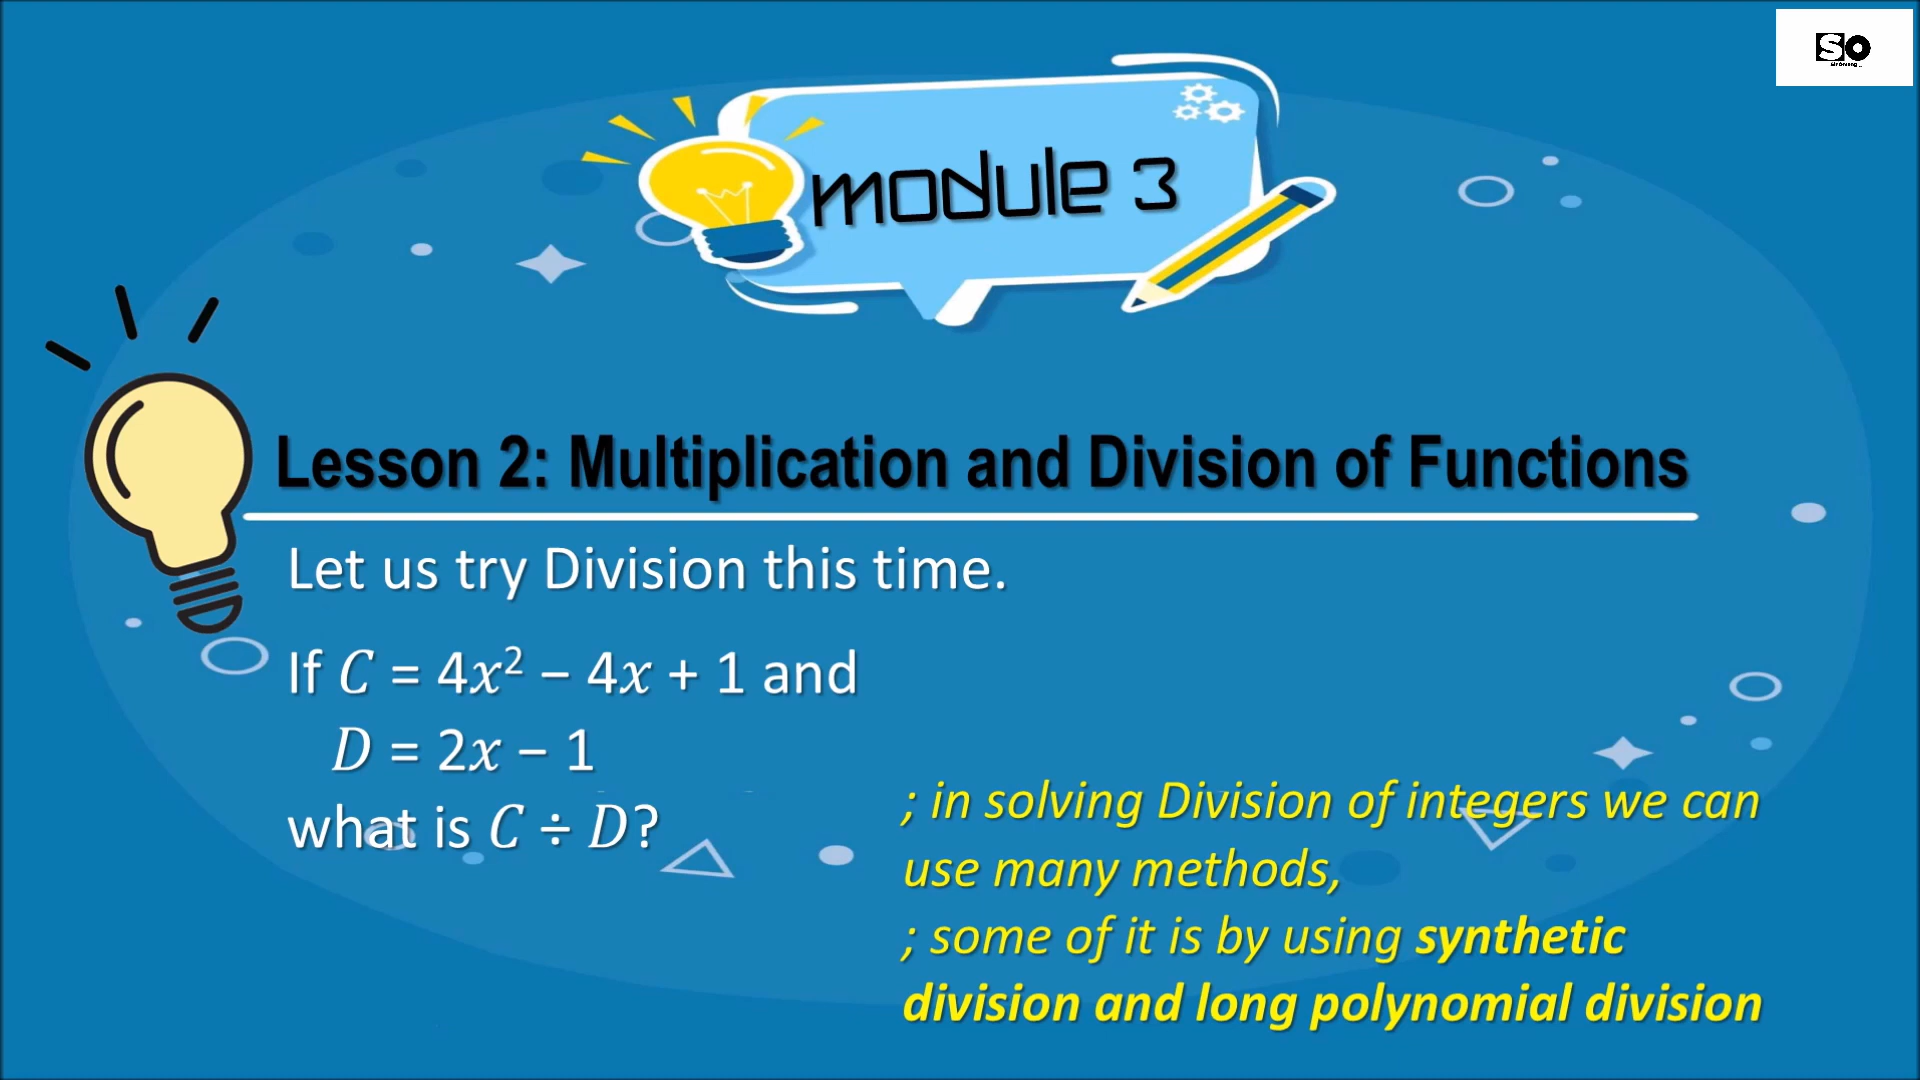 SO
module 3
Lesson 2: Multiplication and Division of Functions
Let us try Division this time.
If C = 4x² − 4x + 1 and
D = 2x − 1
what is C ÷ D?
; in solving Division of integers we can
use many methods,
; some of it is by using synthetic
division and long polynomial division